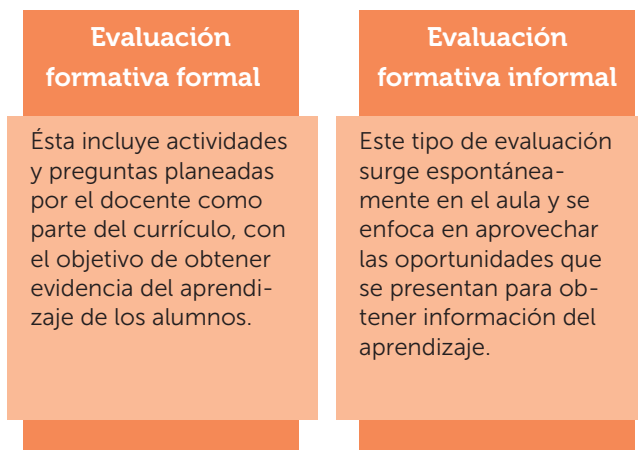 Evaluación
formativa formal
Ésta incluye actividades
y preguntas planeadas
por el docente como
parte del currículo, con
el objetivo de obtener
evidencia del aprendi-
zaje de los alumnos.
Evaluación
formativa informal
Este tipo de evaluación
surge espontánea-
mente en el aula y se
enfoca en aprovechar
las oportunidades que
se presentan para ob-
tener información del
aprendizaje.